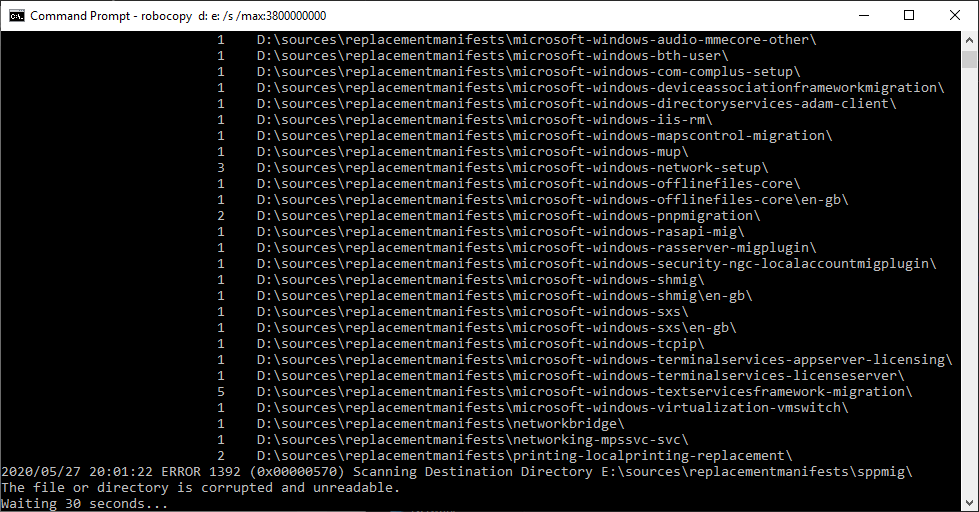 Command Prompt - robocopy d: e: /s /max:3800000000
1 D:\sources\replacementmanifests\microsoft-windows-audio-mmecore-other\
1 D:\sources\replacementmanifests\microsoft-windows-bth-user\
1 D:\sources\replacementmanifests\microsoft-windows-com-complus-setup\
1 D:\sources\replacementmanifests\microsoft-windows-deviceassociationframeworkmigration\
1 D:\sources\replacementmanifests\microsoft-windows-directoryservices-adam-client\
1 D:\sources\replacementmanifests\microsoft-windows-iis-rm\
1 D:\sources\replacementmanifests\microsoft-windows-mapscontrol-migration\
1 D:\sources\replacementmanifests\microsoft-windows-mup\
3 D:\sources\replacementmanifests\microsoft-windows-network-setup\
1 D:\sources\replacementmanifests\microsoft-windows-offlinefiles-core\
1 D:\sources\replacementmanifests\microsoft-windows-offlinefiles-core\en-gb\
2 D:\sources\replacementmanifests\microsoft-windows-pnpmigration\
1 D:\sources\replacementmanifests\microsoft-windows-rasapi-mig\
1 D:\sources\replacementmanifests\microsoft-windows-rasserver-migplugin\
1 D:\sources\replacementmanifests\microsoft-windows-security-ngc-localaccountmigplugin\
1 D:\sources\replacementmanifests\microsoft-windows-shmig\
1 D:\sources\replacementmanifests\microsoft-windows-shmig\en-gb\
1 D:\sources\replacementmanifests\microsoft-windows-sxs\
1 D:\sources\replacementmanifests\microsoft-windows-sxs\en-gb\
1 D:\sources\replacementmanifests\microsoft-windows-tcpip\
1 D:\sources\replacementmanifests\microsoft-windows-terminalservices-appserver-licensing\
1 D:\sources\replacementmanifests\microsoft-windows-terminalservices-licenseserver\
5 D:\sources\replacementmanifests\microsoft-windows-textservicesframework-migration\
1 D:\sources\replacementmanifests\microsoft-windows-virtualization-vmswitch\
1 D:\sources\replacementmanifests\networkbridge\
1 D:\sources\replacementmanifests\networking-mpssvc-svc\
2 D:\sources\replacementmanifests\printing-localprinting-replacement\
2020/05/27 20:01:22 ERROR 1392 (0x00000570) Scanning Destination Directory E:\sources\replacementmanifests\sppmig\
The file or directory is corrupted and unreadable.
Waiting 30 seconds...